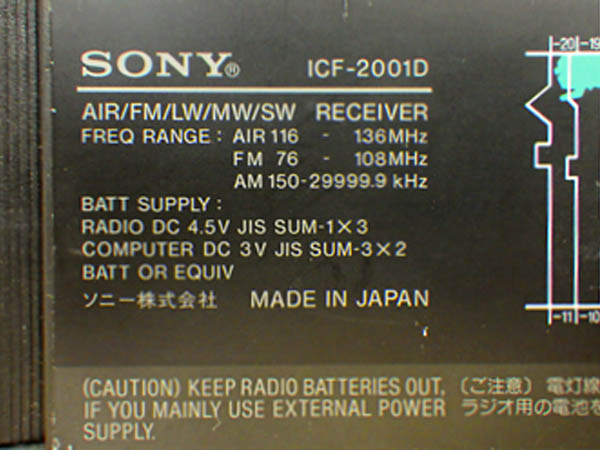 SONY® ICF-2001D
AIR/FM/LW/MW/SW RECEIVER
FREQ RANGE : AIR 116 - 136MHz
FM 76 - 108MHz
AM 150-29999.9 kHz
BATT SUPPLY :
RADIO DC 4.5V JIS SUM-1×3
COMPUTER DC 3V JIS SUM-3×2
BATT OR EQUIV
ソニー株式会社 MADE IN JAPAN
-20 -19
-11 -10
(CAUTION) KEEP RADIO BATTERIES OUT,
IF YOU MAINLY USE EXTERNAL POWER
SUPPLY.
(ご注意) 電灯線
ラジオ用の電池を